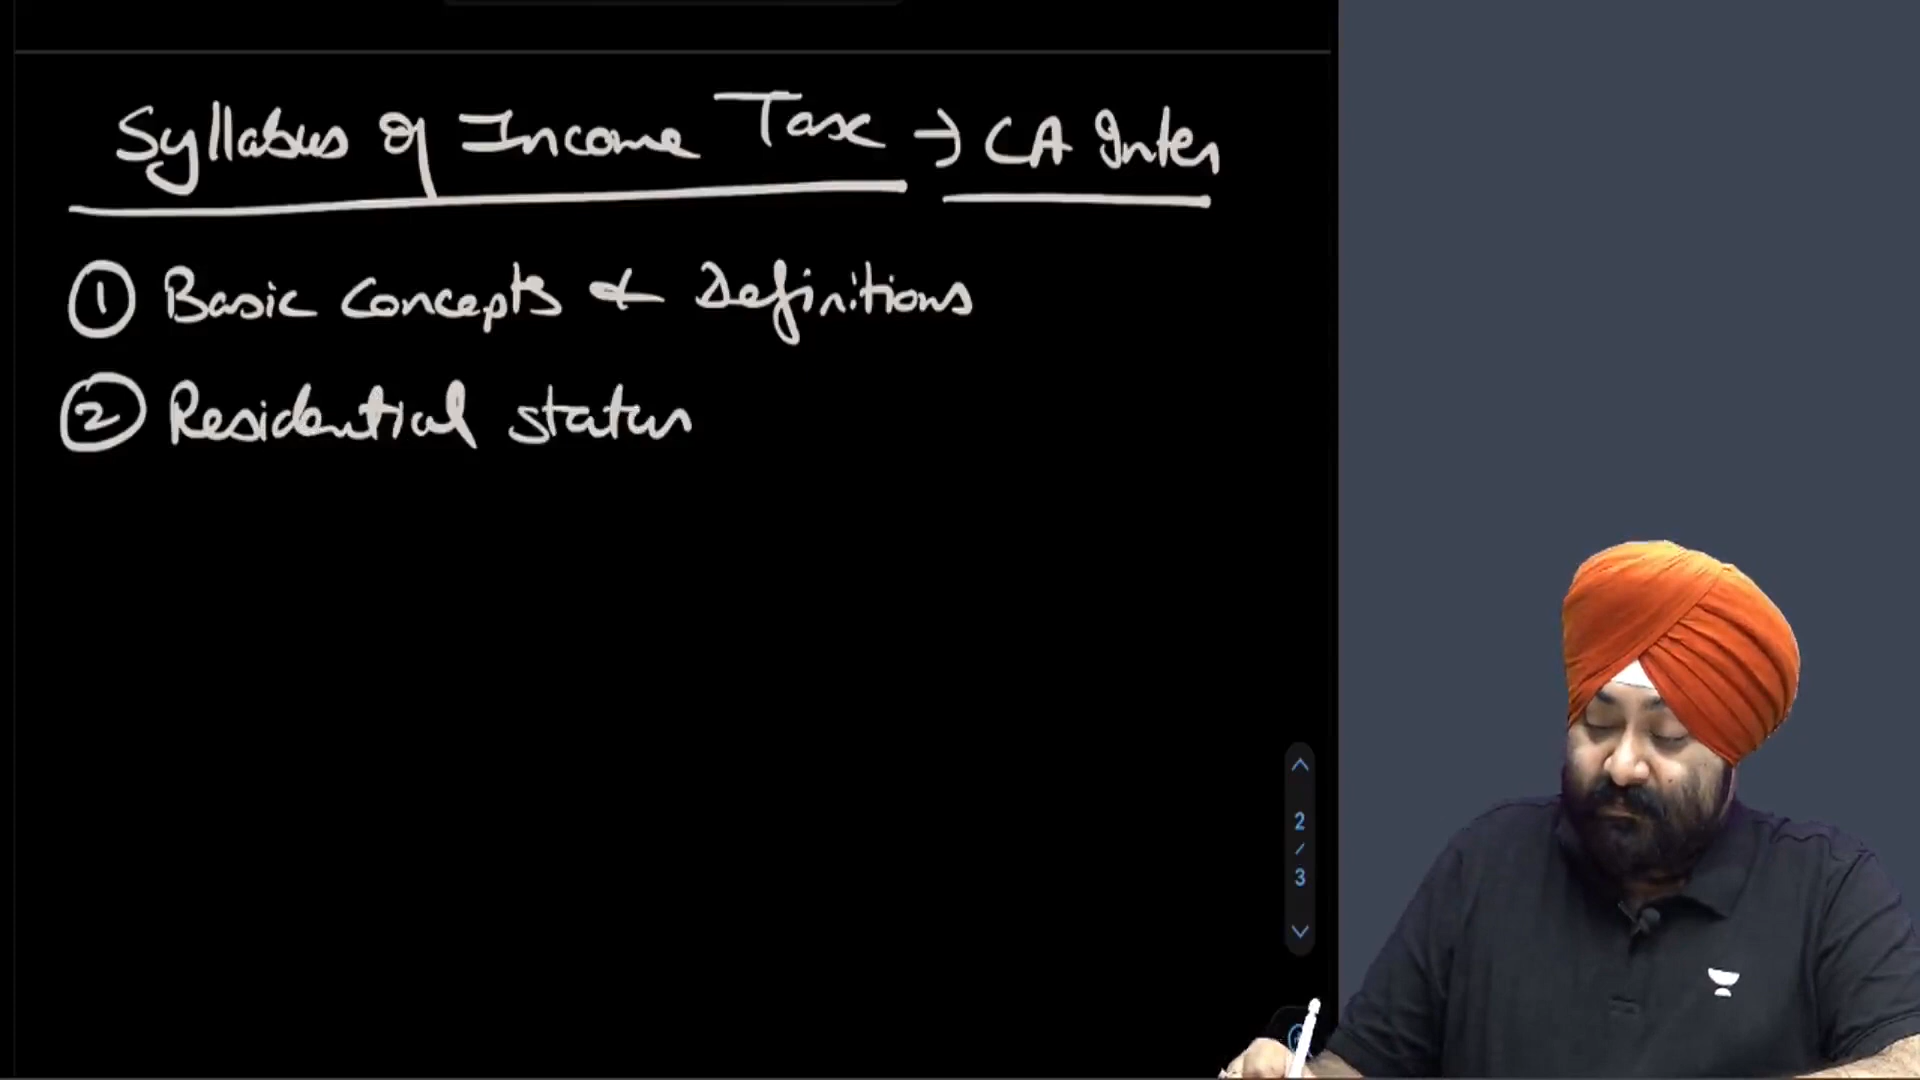 Syllabus of Income Tax → CA Inter
① Basic Concepts & Definitions
② Residential status
2
/
3